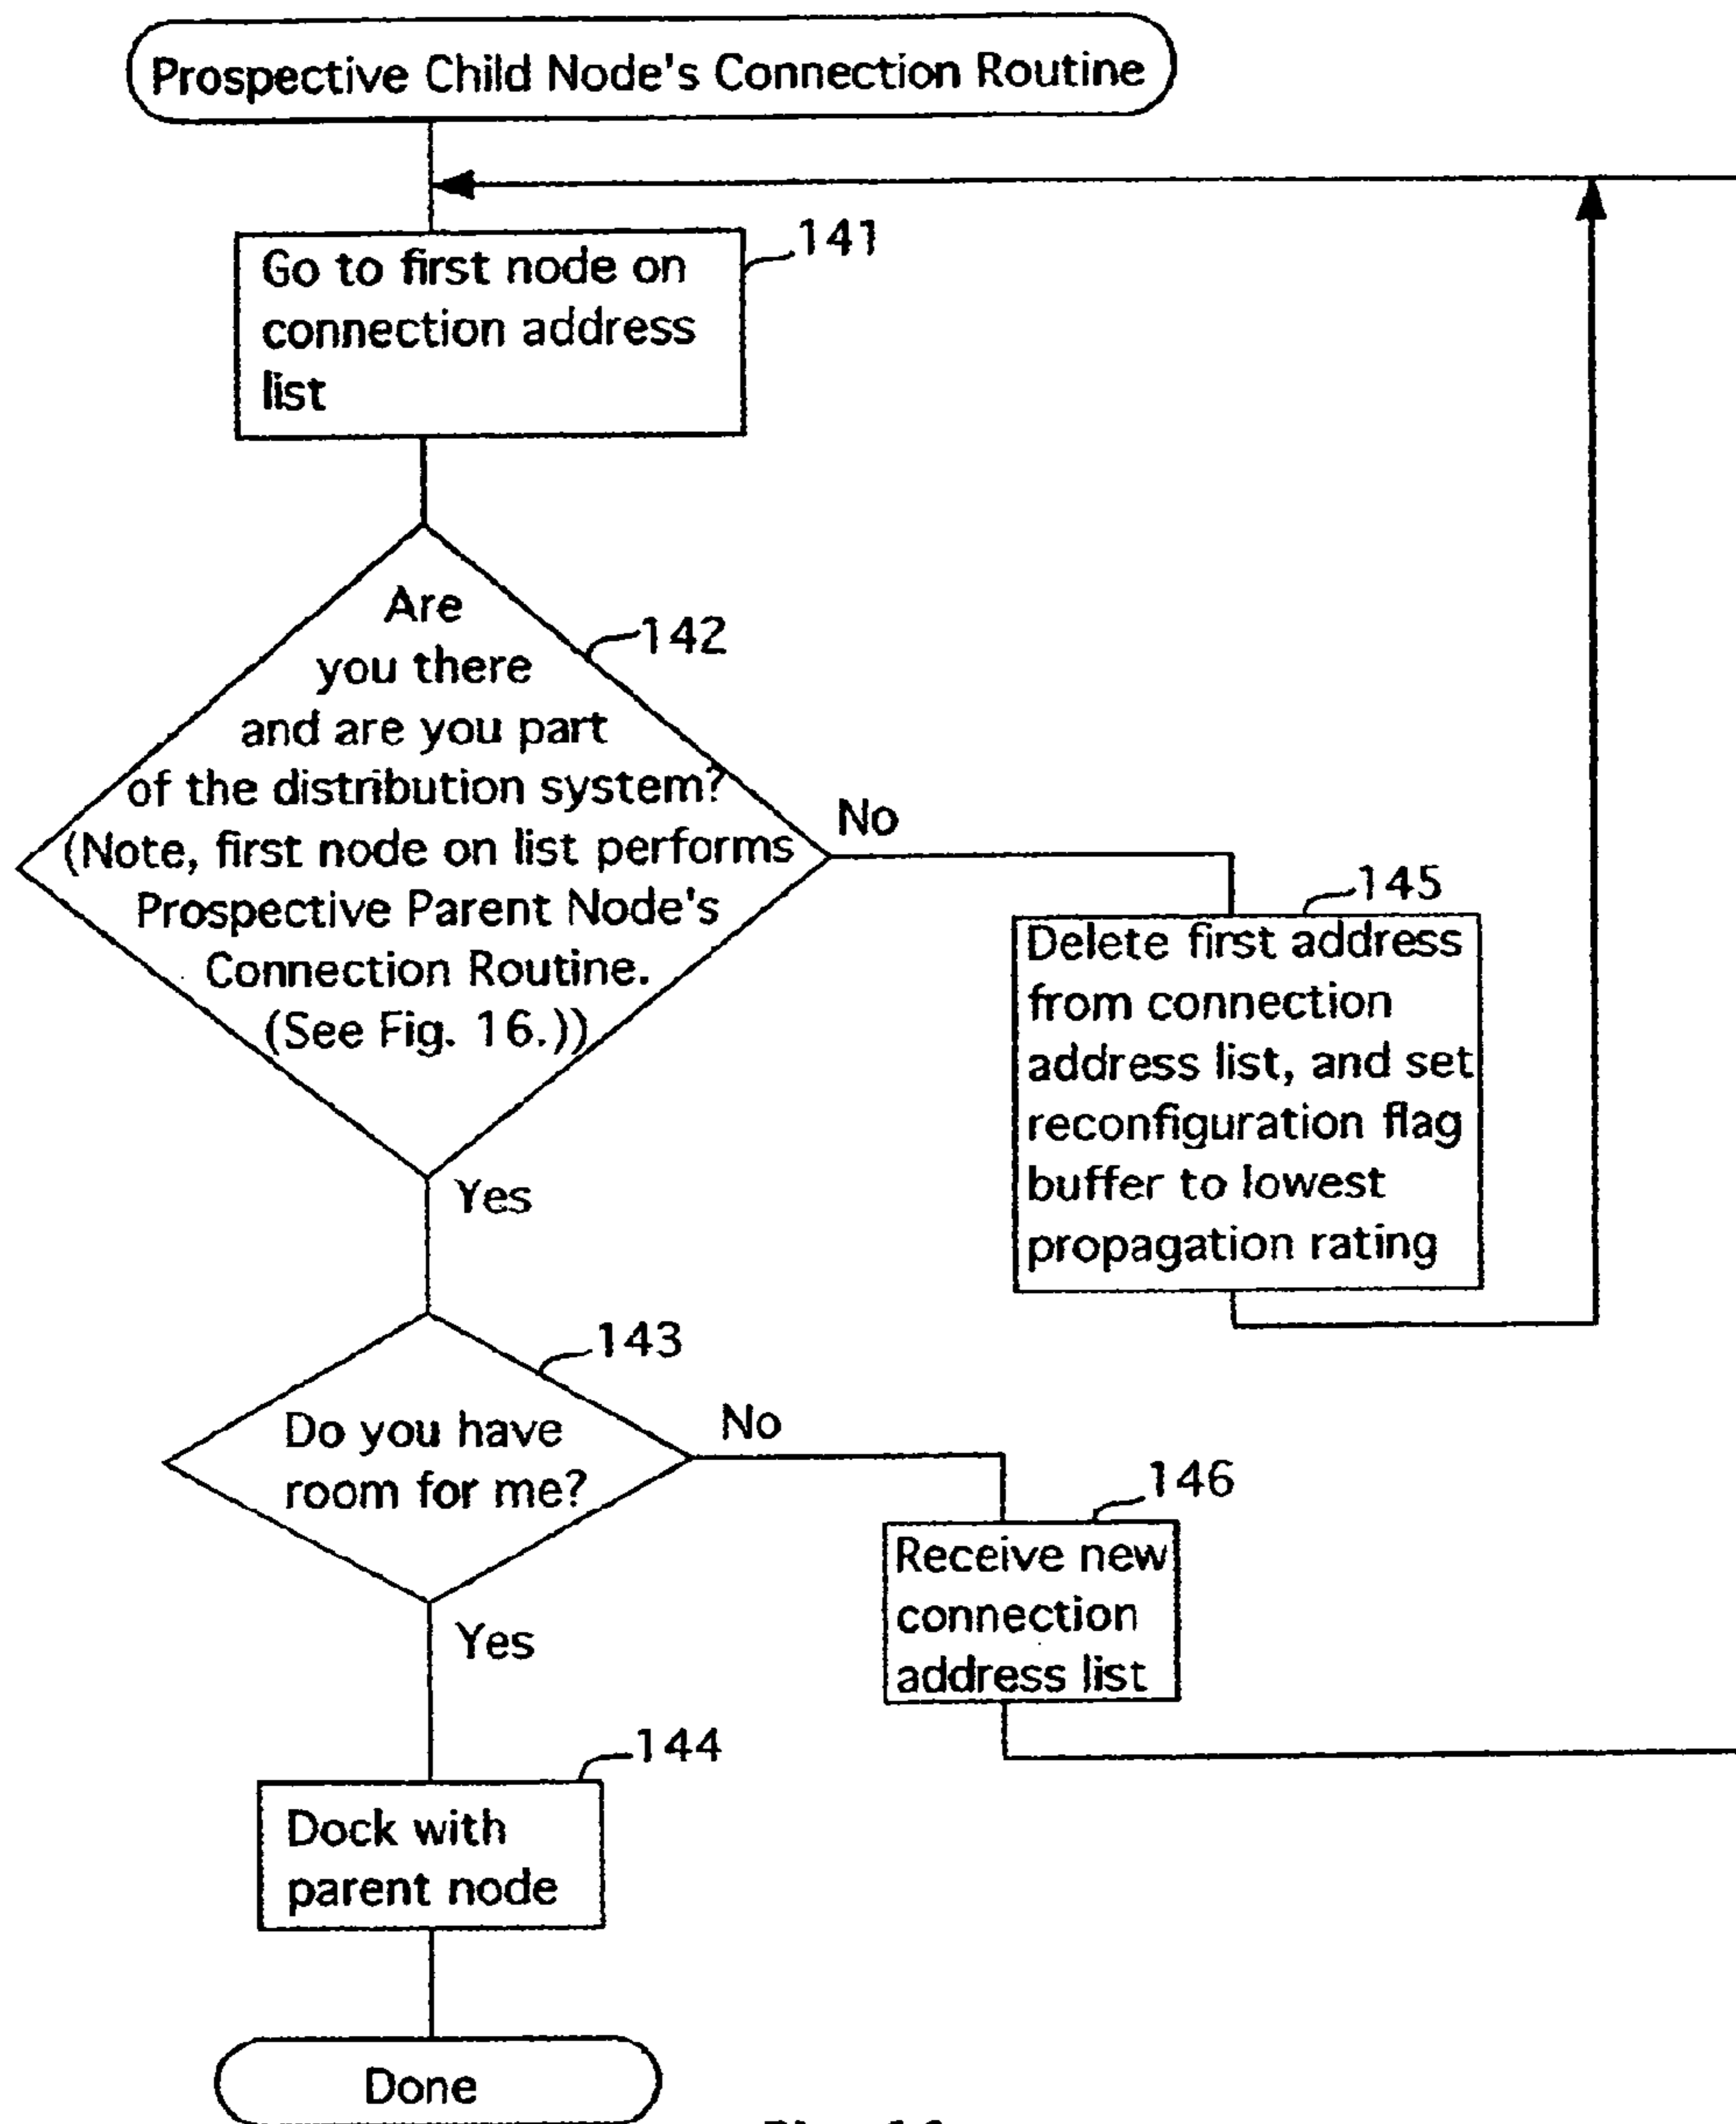 Prospective Child Node's Connection Routine
141
Go to first node on
connection address
list
142
Are
you there
and are you part
of the distribution system?
(Note, first node on list performs
Prospective Parent Node's
Connection Routine.
(See Fig. 16.))
No
145
Delete first address
from connection
address list, and set
reconfiguration flag
buffer to lowest
propagation rating
Yes
143
Do you have
room for me?
No
146
Receive new
connection
address list
Yes
144
Dock with
parent node
Done